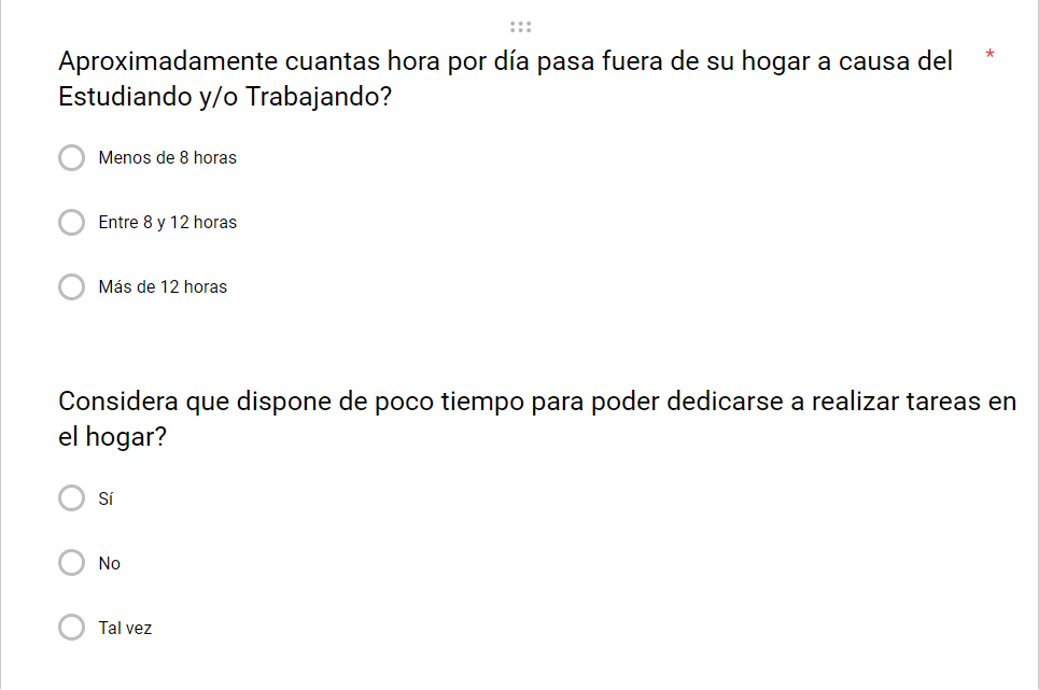 Aproximadamente cuantas hora por día pasa fuera de su hogar a causa del *
Estudiando y/o Trabajando?
Menos de 8 horas
Entre 8 y 12 horas
Más de 12 horas
Considera que dispone de poco tiempo para poder dedicarse a realizar tareas en
el hogar?
Sí
No
Tal vez